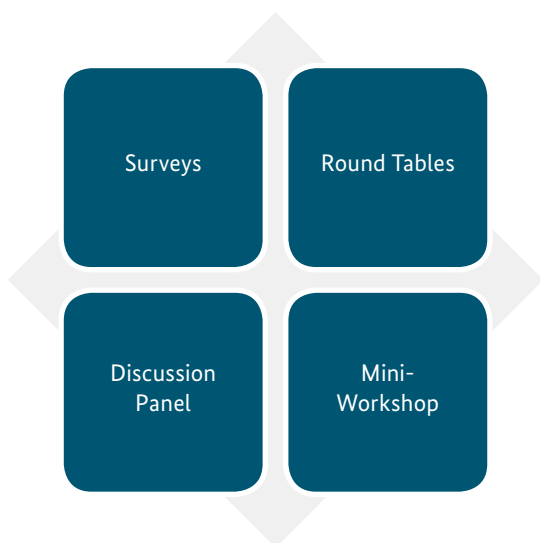 Surveys
Round Tables
Discussion
Panel
Mini-
Workshop